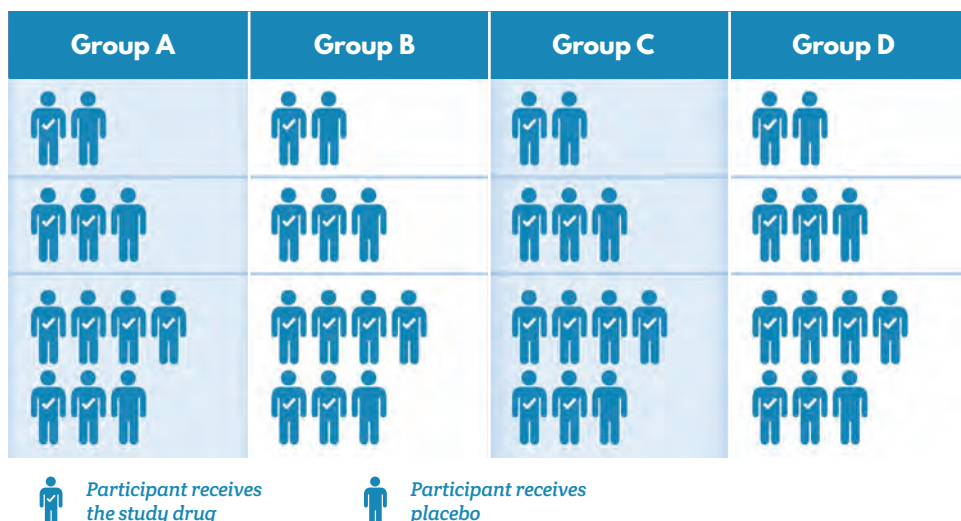 Group A
Group B
Group C
Group D
Participant receives
the study drug
Participant receives
placebo